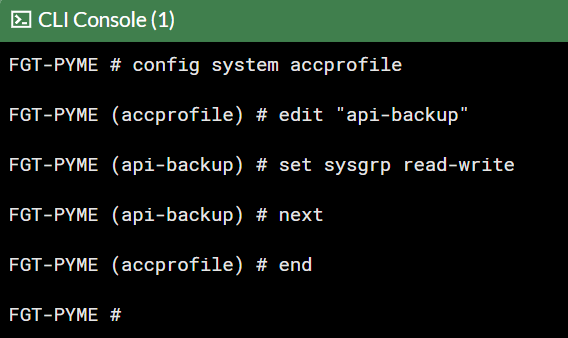 CLI Console (1)
FGT-PYME # config system accprofile
FGT-PYME (accprofile) # edit "api-backup"
FGT-PYME (api-backup) # set sysgrp read-write
FGT-PYME (api-backup) # next
FGT-PYME (accprofile) # end
FGT-PYME #